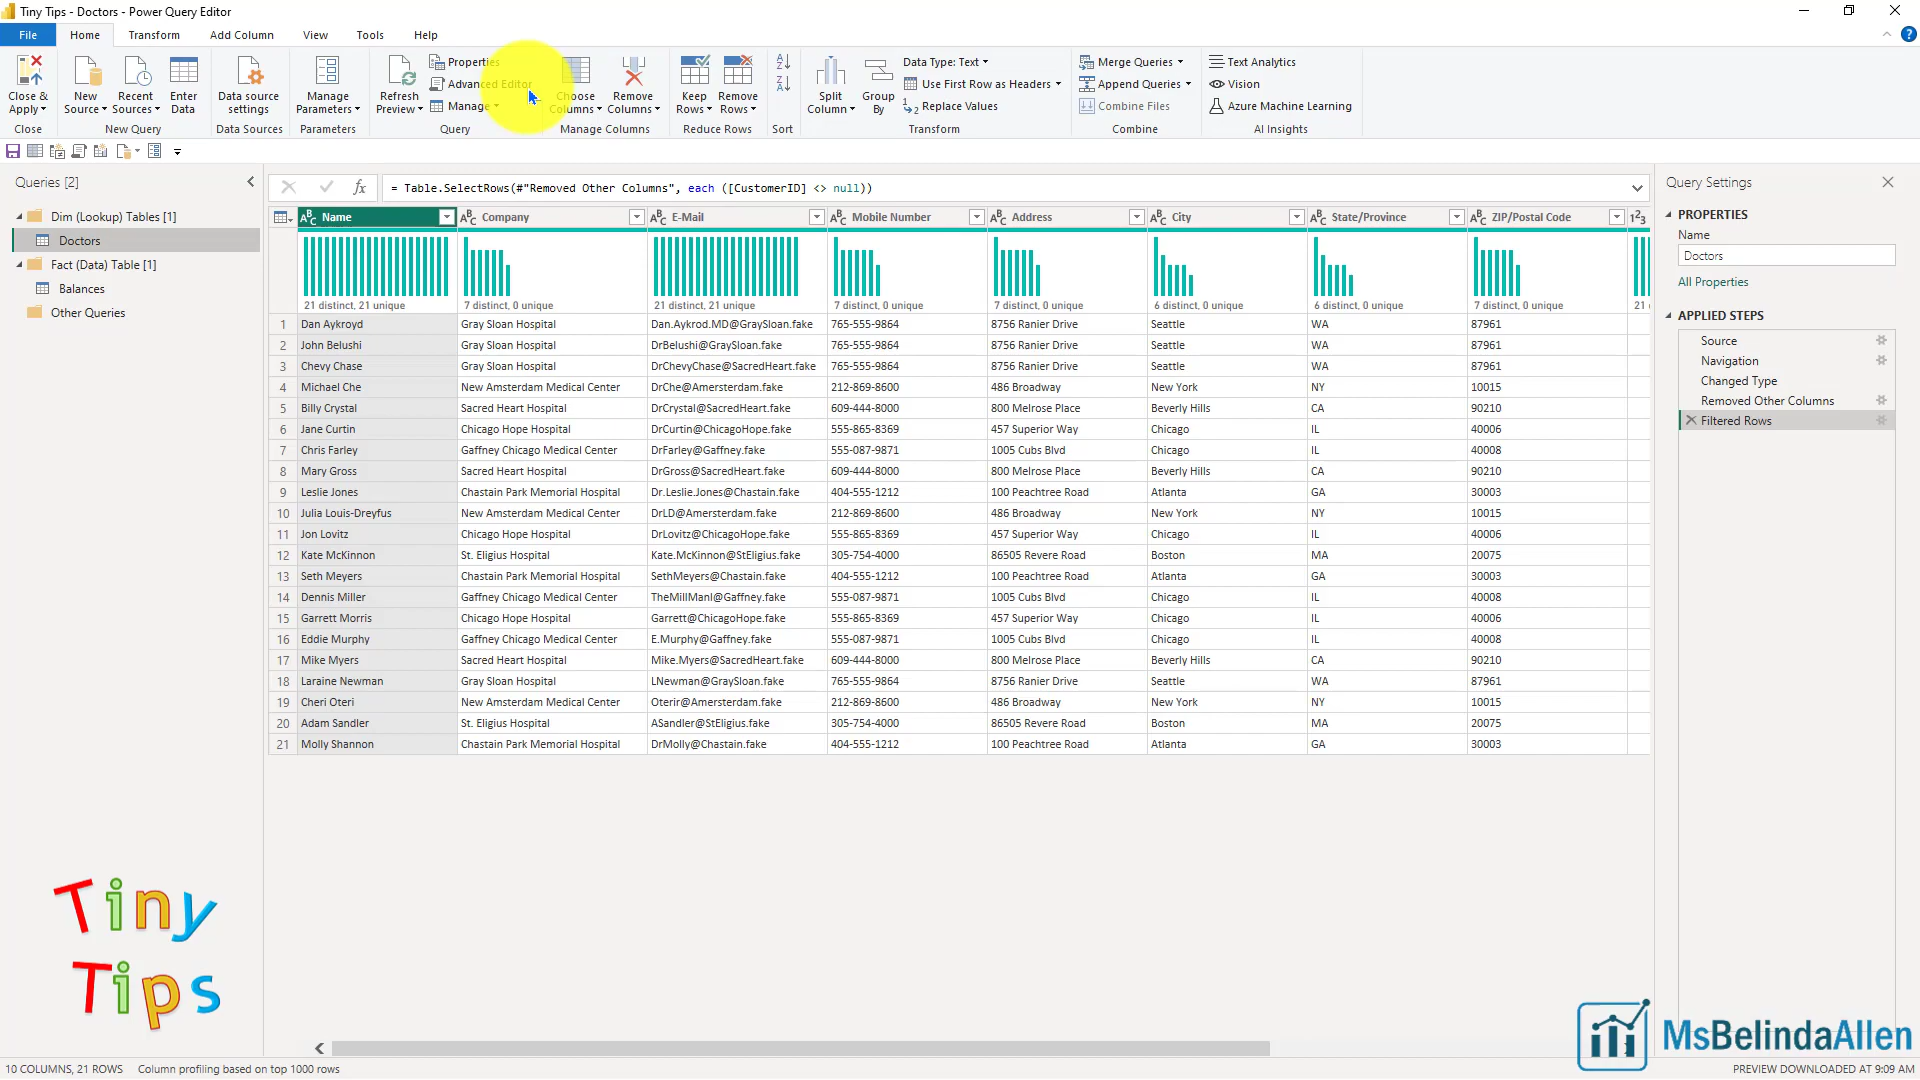 Tiny Tips - Doctors - Power Query Editor
File Home Transform Add Column View Tools Help
Close & Apply
New Source
Recent Sources
Enter Data
Data source settings
Manage Parameters
Refresh Preview
Properties
Advanced Editor
Manage
Choose Columns
Remove Columns
Keep Rows
Remove Rows
Split Column
Group By
Data Type: Text
Use First Row as Headers
Replace Values
Merge Queries
Append Queries
Combine Files
Text Analytics
Vision
Azure Machine Learning
Close New Query Data Sources Parameters Query Manage Columns Reduce Rows Sort Transform Combine AI Insights
Queries [2]
Dim (Lookup) Tables [1]
Doctors
Fact (Data) Table [1]
Balances
Other Queries
fx = Table.SelectRows(#"Removed Other Columns", each ([CustomerID] <> null))
Name Company E-Mail Mobile Number Address City State/Province ZIP/Postal Code
21 distinct, 21 unique 7 distinct, 0 unique 21 distinct, 21 unique 7 distinct, 0 unique 7 distinct, 0 unique 6 distinct, 0 unique 6 distinct, 0 unique 7 distinct, 0 unique 21
1 Dan Aykroyd Gray Sloan Hospital Dan.Aykrod.MD@GraySloan.fake 765-555-9864 8756 Ranier Drive Seattle WA 87961
2 John Belushi Gray Sloan Hospital DrBelushi@GraySloan.fake 765-555-9864 8756 Ranier Drive Seattle WA 87961
3 Chevy Chase Gray Sloan Hospital DrChevyChase@SacredHeart.fake 765-555-9864 8756 Ranier Drive Seattle WA 87961
4 Michael Che New Amsterdam Medical Center DrChe@Amersterdam.fake 212-869-8600 486 Broadway New York NY 10015
5 Billy Crystal Sacred Heart Hospital DrCrystal@SacredHeart.fake 609-444-8000 800 Melrose Place Beverly Hills CA 90210
6 Jane Curtin Chicago Hope Hospital DrCurtin@ChicagoHope.fake 555-865-8369 457 Superior Way Chicago IL 40006
7 Chris Farley Gaffney Chicago Medical Center DrFarley@Gaffney.fake 555-087-9871 1005 Cubs Blvd Chicago IL 40008
8 Mary Gross Sacred Heart Hospital DrGross@SacredHeart.fake 609-444-8000 800 Melrose Place Beverly Hills CA 90210
9 Leslie Jones Chastain Park Memorial Hospital Dr.Leslie.Jones@Chastain.fake 404-555-1212 100 Peachtree Road Atlanta GA 30003
10 Julia Louis-Dreyfus New Amsterdam Medical Center DrLD@Amersterdam.fake 212-869-8600 486 Broadway New York NY 10015
11 Jon Lovitz Chicago Hope Hospital DrLovitz@ChicagoHope.fake 555-865-8369 457 Superior Way Chicago IL 40006
12 Kate McKinnon St. Eligius Hospital Kate.McKinnon@StEligius.fake 305-754-4000 86505 Revere Road Boston MA 20075
13 Seth Meyers Chastain Park Memorial Hospital SethMeyers@Chastain.fake 404-555-1212 100 Peachtree Road Atlanta GA 30003
14 Dennis Miller Gaffney Chicago Medical Center TheMillManI@Gaffney.fake 555-087-9871 1005 Cubs Blvd Chicago IL 40008
15 Garrett Morris Chicago Hope Hospital Garrett@ChicagoHope.fake 555-865-8369 457 Superior Way Chicago IL 40006
16 Eddie Murphy Gaffney Chicago Medical Center E.Murphy@Gaffney.fake 555-087-9871 1005 Cubs Blvd Chicago IL 40008
17 Mike Myers Sacred Heart Hospital Mike.Myers@SacredHeart.fake 609-444-8000 800 Melrose Place Beverly Hills CA 90210
18 Laraine Newman Gray Sloan Hospital LNewman@GraySloan.fake 765-555-9864 8756 Ranier Drive Seattle WA 87961
19 Cheri Oteri New Amsterdam Medical Center Oterir@Amersterdam.fake 212-869-8600 486 Broadway New York NY 10015
20 Adam Sandler St. Eligius Hospital ASandler@StEligius.fake 305-754-4000 86505 Revere Road Boston MA 20075
21 Molly Shannon Chastain Park Memorial Hospital DrMolly@Chastain.fake 404-555-1212 100 Peachtree Road Atlanta GA 30003
Query Settings
PROPERTIES
Name
Doctors
All Properties
APPLIED STEPS
Source
Navigation
Changed Type
Removed Other Columns
Filtered Rows
Tiny
Tips
MsBelindaAllen
10 COLUMNS, 21 ROWS Column profiling based on top 1000 rows PREVIEW DOWNLOADED AT 9:09 AM